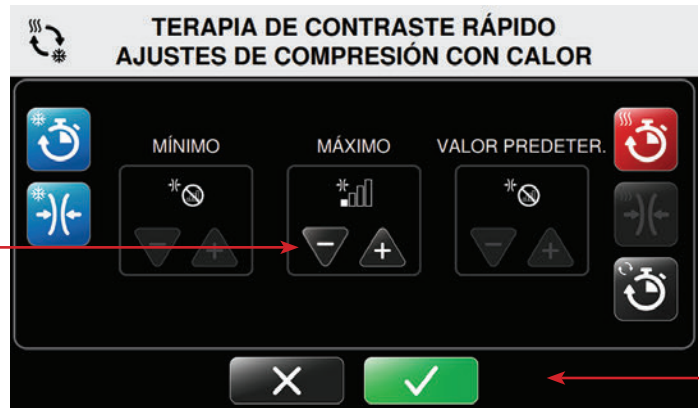 TERAPIA DE CONTRASTE RÁPIDO
AJUSTES DE COMPRESIÓN CON CALOR
MÍNIMO MÁXIMO VALOR PREDETER.